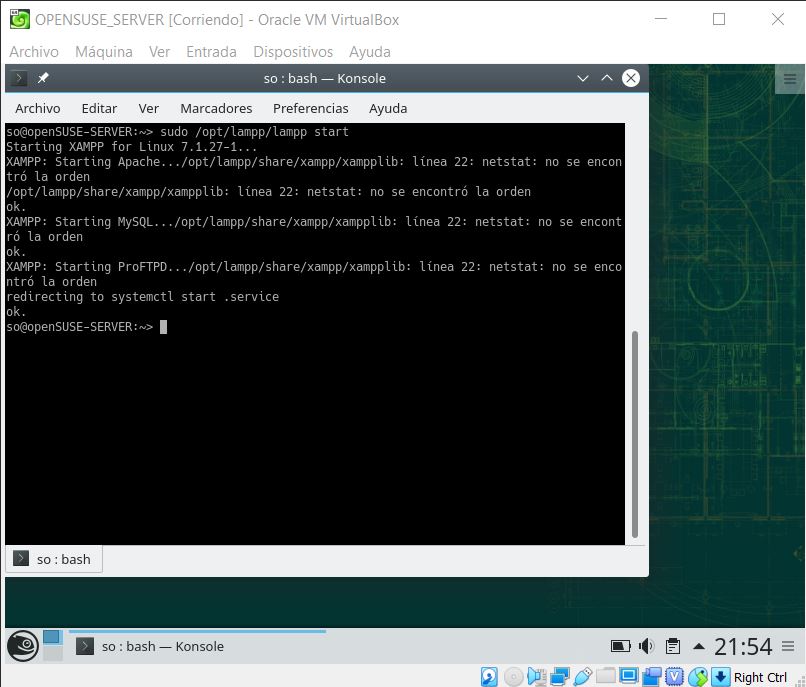 OPENSUSE_SERVER [Corriendo] - Oracle VM VirtualBox
Archivo Máquina Ver Entrada Dispositivos Ayuda
so : bash — Konsole
Archivo Editar Ver Marcadores Preferencias Ayuda
so@openSUSE-SERVER:~> sudo /opt/lampp/lampp start
Starting XAMPP for Linux 7.1.27-1...
XAMPP: Starting Apache.../opt/lampp/share/xampp/xampplib: línea 22: netstat: no se encon
tró la orden
/opt/lampp/share/xampp/xampplib: línea 22: netstat: no se encontró la orden
ok.
XAMPP: Starting MySQL.../opt/lampp/share/xampp/xampplib: línea 22: netstat: no se encont
ró la orden
ok.
XAMPP: Starting ProFTPD.../opt/lampp/share/xampp/xampplib: línea 22: netstat: no se enco
ntró la orden
redirecting to systemctl start .service
ok.
so@openSUSE-SERVER:~>
so : bash
so : bash — Konsole
21:54
Right Ctrl